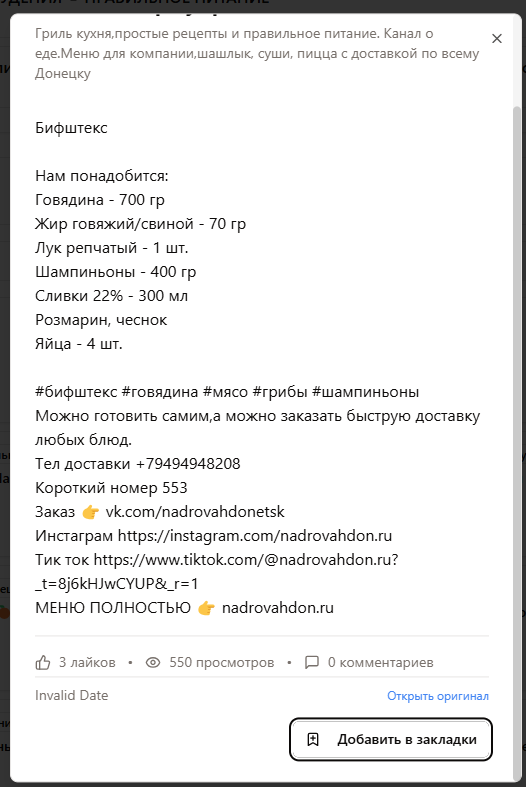 Гриль кухня,простые рецепты и правильное питание. Канал о
еде.Меню для компании,шашлык, суши, пицца с доставкой по всему
Донецку
Бифштекс
Нам понадобится:
Говядина - 700 гр
Жир говяжий/свиной - 70 гр
Лук репчатый - 1 шт.
Шампиньоны - 400 гр
Сливки 22% - 300 мл
Розмарин, чеснок
Яйца - 4 шт.
#бифштекс #говядина #мясо #грибы #шампиньоны
Можно готовить самим,а можно заказать быструю доставку
любых блюд.
Тел доставки +79494948208
Короткий номер 553
Заказ 👉 vk.com/nadrovahdonetsk
Инстаграм https://instagram.com/nadrovahdon.ru
Тик ток https://www.tiktok.com/@nadrovahdon.ru?
_t=8j6kHJwCYUP&_r=1
МЕНЮ ПОЛНОСТЬЮ 👉 nadrovahdon.ru
3 лайков • 550 просмотров • 0 комментариев
Invalid Date
Открыть оригинал
Добавить в закладки